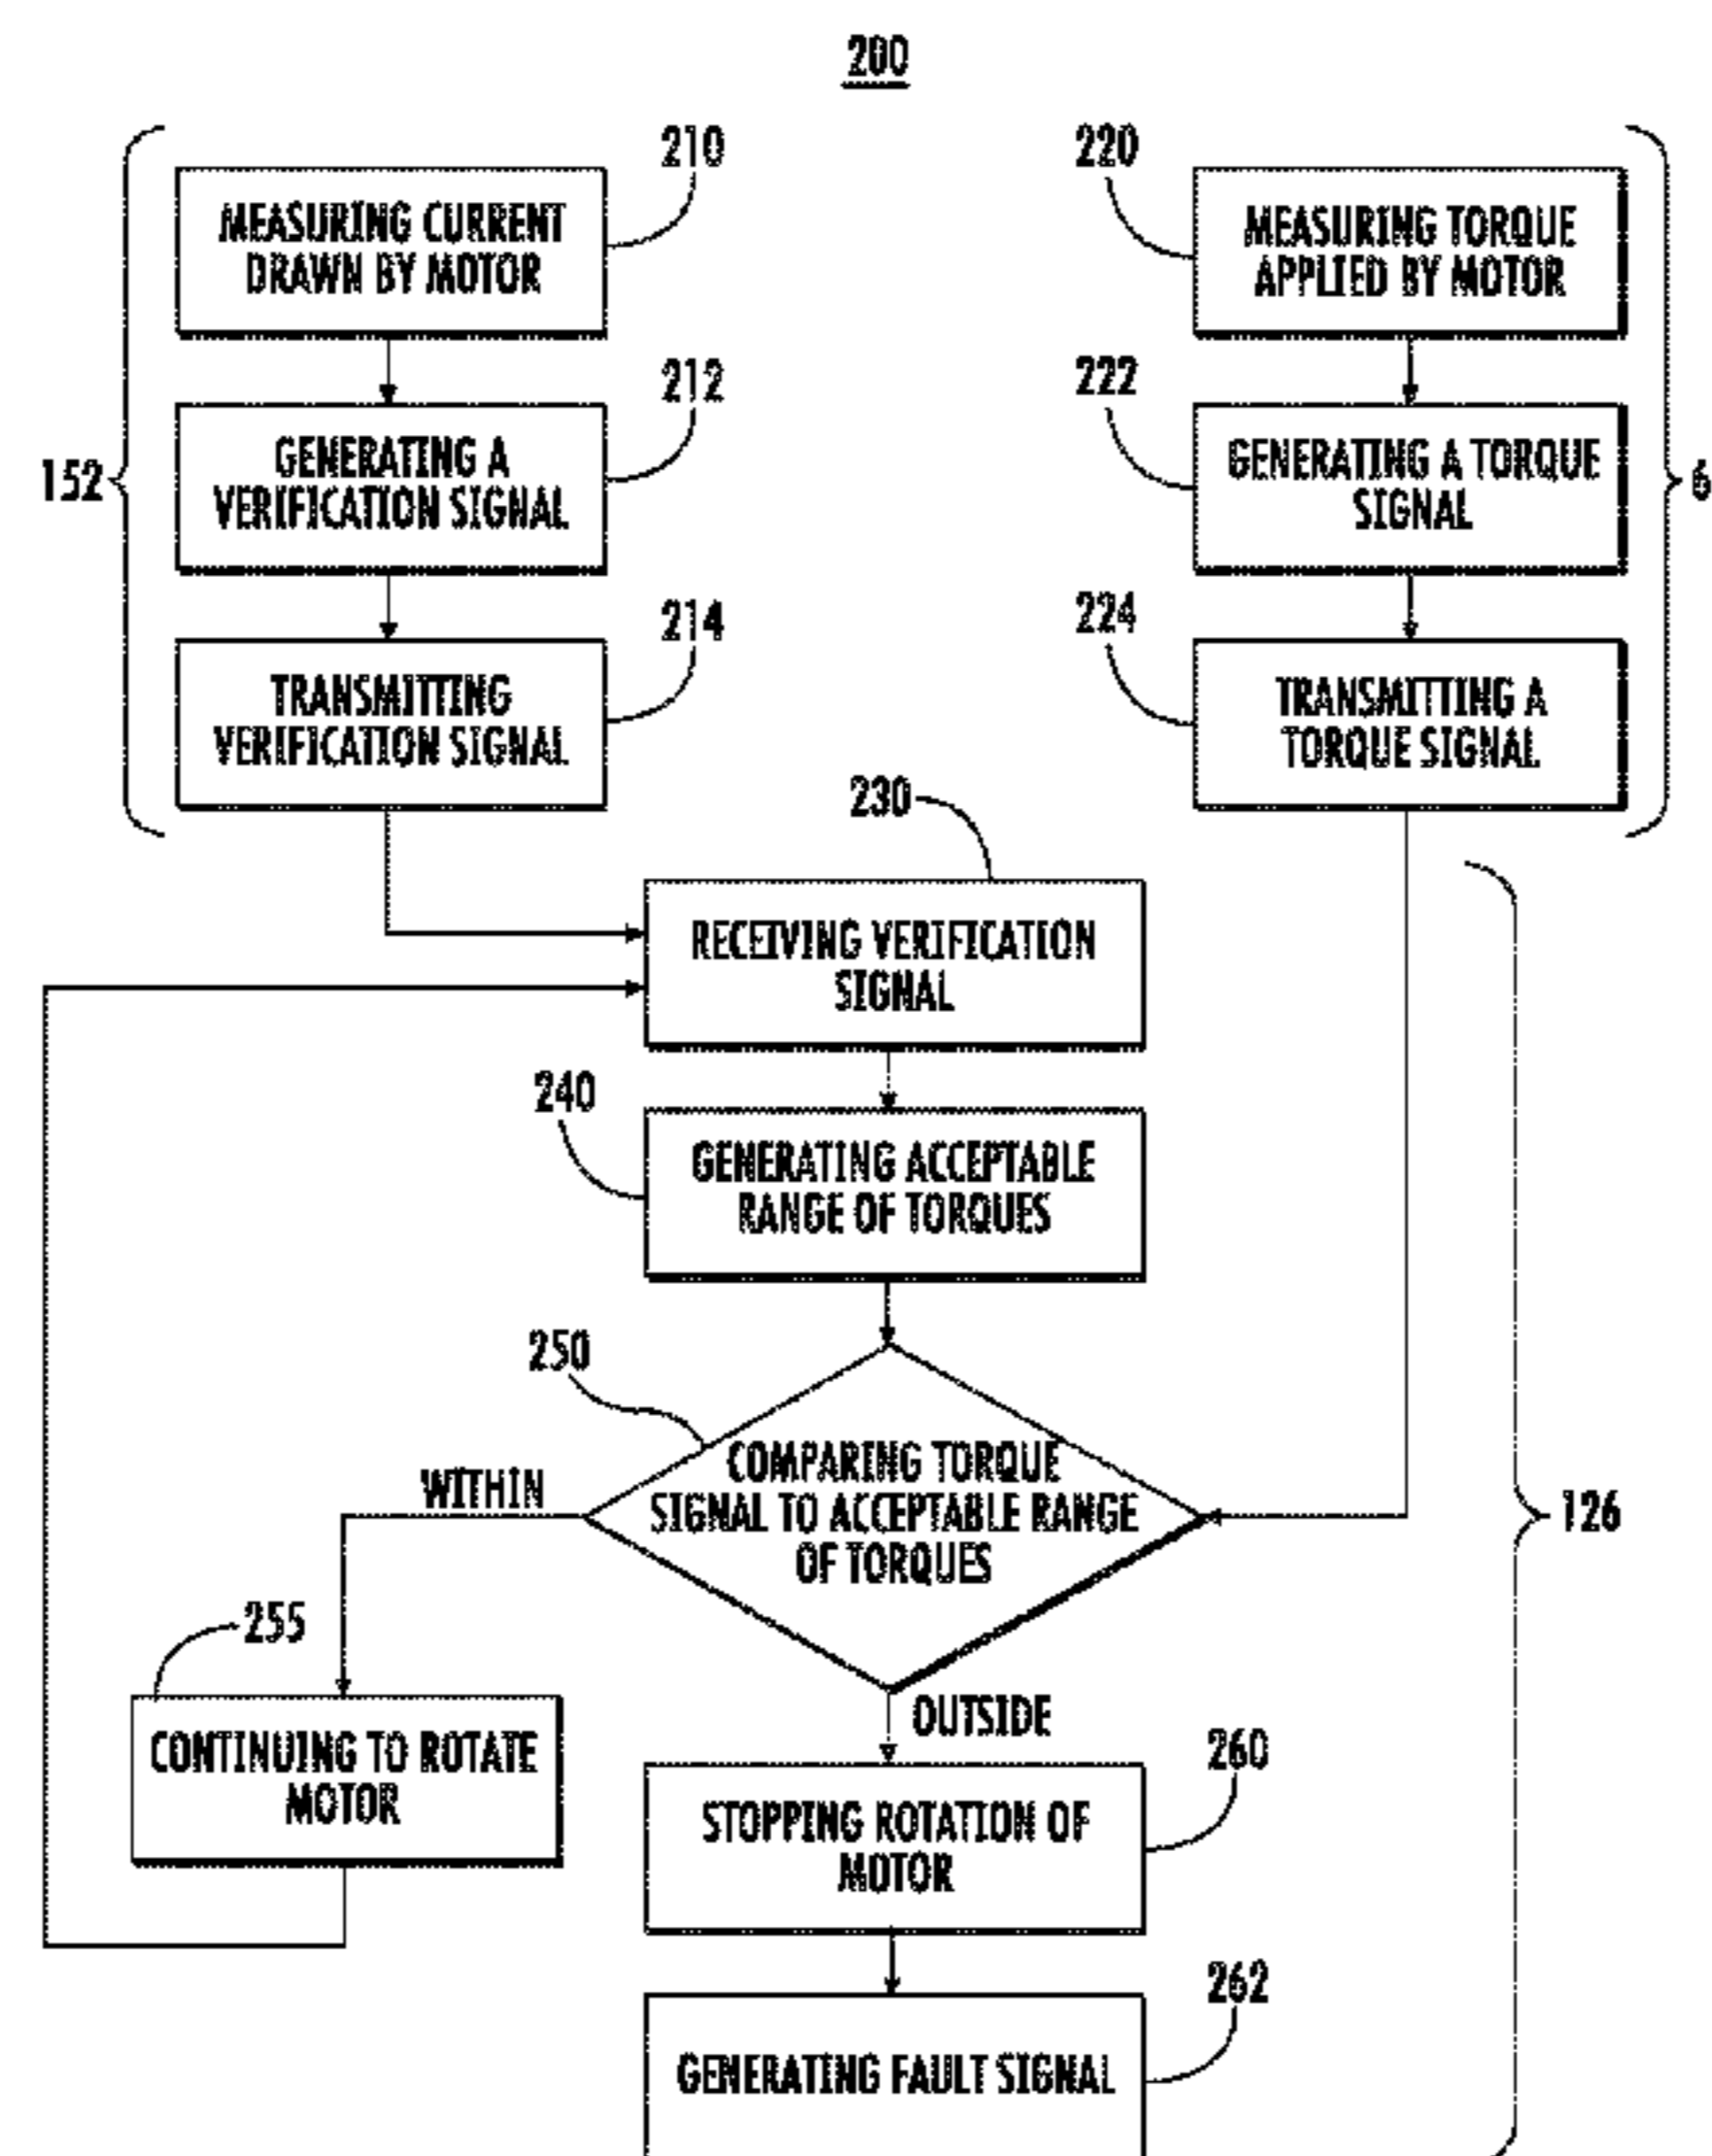 200
210
MEASURING CURRENT
DRAWN BY MOTOR
212
GENERATING A
VERIFICATION SIGNAL
152
214
TRANSMITTING
VERIFICATION SIGNAL
220
MEASURING TORQUE
APPLIED BY MOTOR
222
GENERATING A TORQUE
SIGNAL
6
224
TRANSMITTING A
TORQUE SIGNAL
230
RECEIVING VERIFICATION
SIGNAL
240
GENERATING ACCEPTABLE
RANGE OF TORQUES
250
COMPARING TORQUE
SIGNAL TO ACCEPTABLE RANGE
OF TORQUES
WITHIN
126
255
CONTINUING TO ROTATE
MOTOR
OUTSIDE
260
STOPPING ROTATION OF
MOTOR
262
GENERATING FAULT SIGNAL